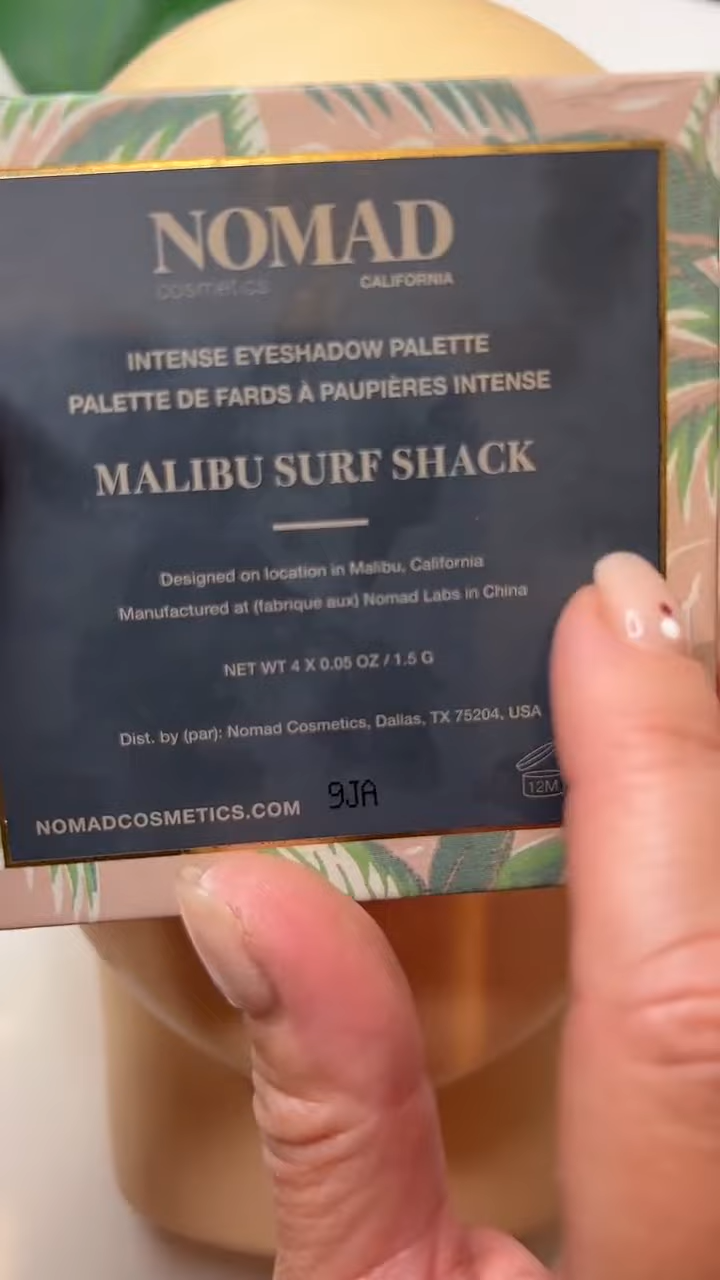 NOMAD
cosmetics CALIFORNIA
INTENSE EYESHADOW PALETTE
PALETTE DE FARDS À PAUPIÈRES INTENSE
MALIBU SURF SHACK
Designed on location in Malibu, California
Manufactured at (fabrique aux) Nomad Labs in China
NET WT 4 X 0.05 OZ / 1.5 G
Dist. by (par): Nomad Cosmetics, Dallas, TX 75204, USA
12M
NOMADCOSMETICS.COM 9JA